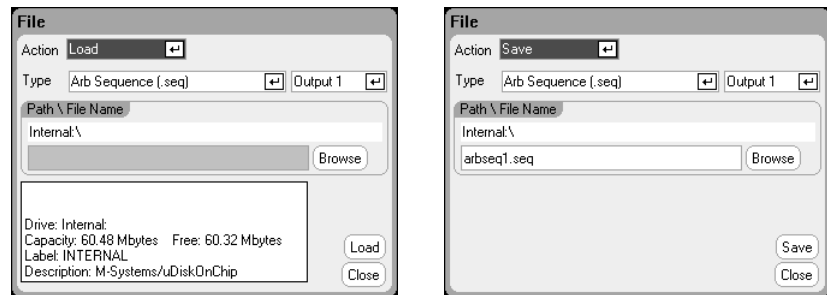 File
Action Load
Type Arb Sequence (.seq) Output 1
Path \ File Name
Internal:\
Browse
Drive: Internal:
Capacity: 60.48 Mbytes Free: 60.32 Mbytes
Label: INTERNAL
Description: M-Systems/uDiskOnChip
Load
Close
File
Action Save
Type Arb Sequence (.seq) Output 1
Path \ File Name
Internal:\
arbseq1.seq Browse
Save
Close